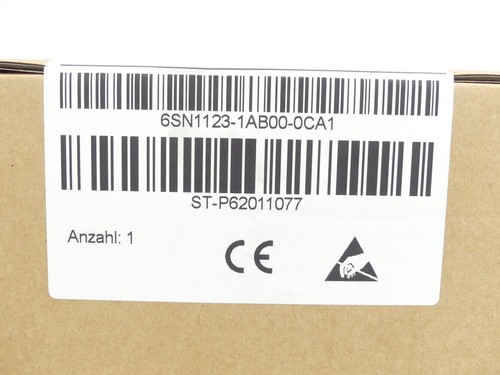 6SN1123-1AB00-0CA1
ST-P62011077
Anzahl: 1
CE